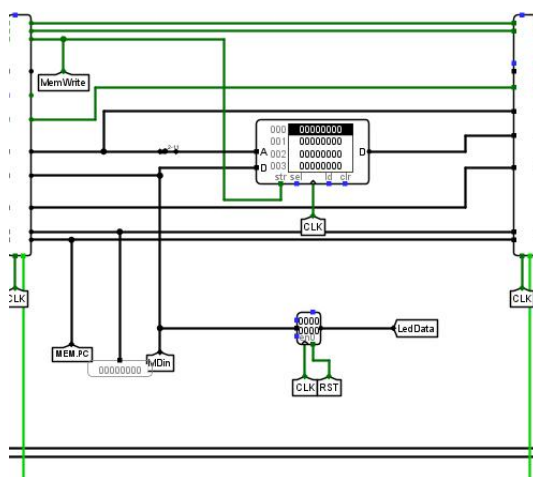 MemWrite
000 00000000
001 00000000
002 00000000
003 00000000
A D
D
str sel ld clr
CLK
CLK
CLK
0000
0000
LedData
MEM.PC
00000000
MDin
CLK RST